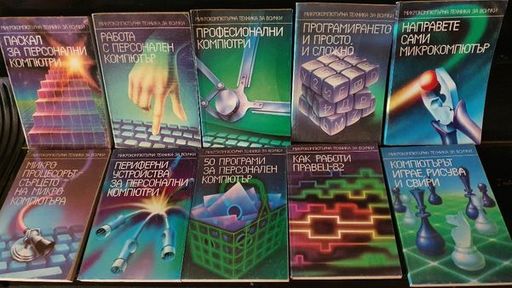 МИКРОКОМПЮТЪРНА ТЕХНИКА ЗА ВСИЧКИ
ПАСКАЛ
ЗА ПЕРСОНАЛНИ
КОМПЮТРИ
МИКРОКОМПЮТЪРНА ТЕХНИКА ЗА ВСИЧКИ
РАБОТА
С ПЕРСОНАЛЕН
КОМПЮТЪР
МИКРОКОМПЮТЪРНА ТЕХНИКА ЗА ВСИЧКИ
ПРОФЕСИОНАЛНИ
КОМПЮТРИ
МИКРОКОМПЮТЪРНА ТЕХНИКА ЗА ВСИЧКИ
ПРОГРАМИРАНЕТО
И ПРОСТО,
И СЛОЖНО
МИКРОКОМПЮТЪРНА ТЕХНИКА ЗА ВСИЧКИ
НАПРАВЕТЕ
САМИ
МИКРОКОМПЮТЪР
МИКРОКОМПЮТЪРНА ТЕХНИКА ЗА ВСИЧКИ
МИКРО
ПРОЦЕСОРЪТ
СЪРЦЕТО
НА МИКРО
КОМПЮТЪРА
МИКРОКОМПЮТЪРНА ТЕХНИКА ЗА ВСИЧКИ
ПЕРИФЕРНИ
УСТРОЙСТВА
ЗА ПЕРСОНАЛНИ
КОМПЮТРИ
МИКРОКОМПЮТЪРНА ТЕХНИКА ЗА ВСИЧКИ
50 ПРОГРАМИ
ЗА ПЕРСОНАЛЕН
КОМПЮТЪР
МИКРОКОМПЮТЪРНА ТЕХНИКА ЗА ВСИЧКИ
КАК РАБОТИ
ПРАВЕЦ-82
МИКРОКОМПЮТЪРНА ТЕХНИКА ЗА ВСИЧКИ
КОМПЮТЪРЪТ
ИГРАЕ, РИСУВА
И СВИРИ